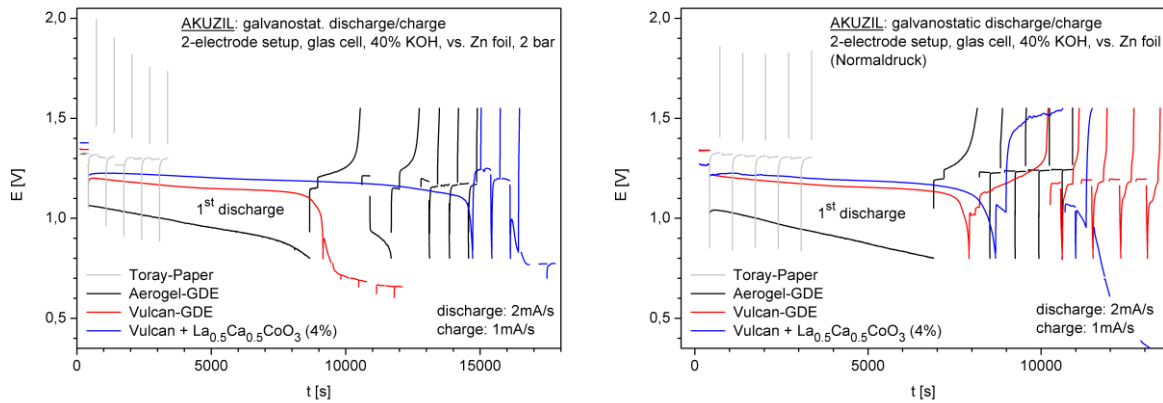 2,0
1,5
1,0
0,5
E [V]
AKUZIL: galvanostat. discharge/charge
2-electrode setup, glas cell, 40% KOH, vs. Zn foil, 2 bar
1st discharge
Toray-Paper
Aerogel-GDE
Vulcan-GDE
Vulcan + La0.5Ca0.5CoO3 (4%)
discharge: 2mA/s
charge: 1mA/s
0
5000
10000
15000
t [s]
2,0
1,5
1,0
0,5
E [V]
AKUZIL: galvanostatic discharge/charge
2-electrode setup, glas cell, 40% KOH, vs. Zn foil
(Normaldruck)
1st discharge
Toray-Paper
Aerogel-GDE
Vulcan-GDE
Vulcan + La0.5Ca0.5CoO3 (4%)
discharge: 2mA/s
charge: 1mA/s
0
5000
10000
t [s]